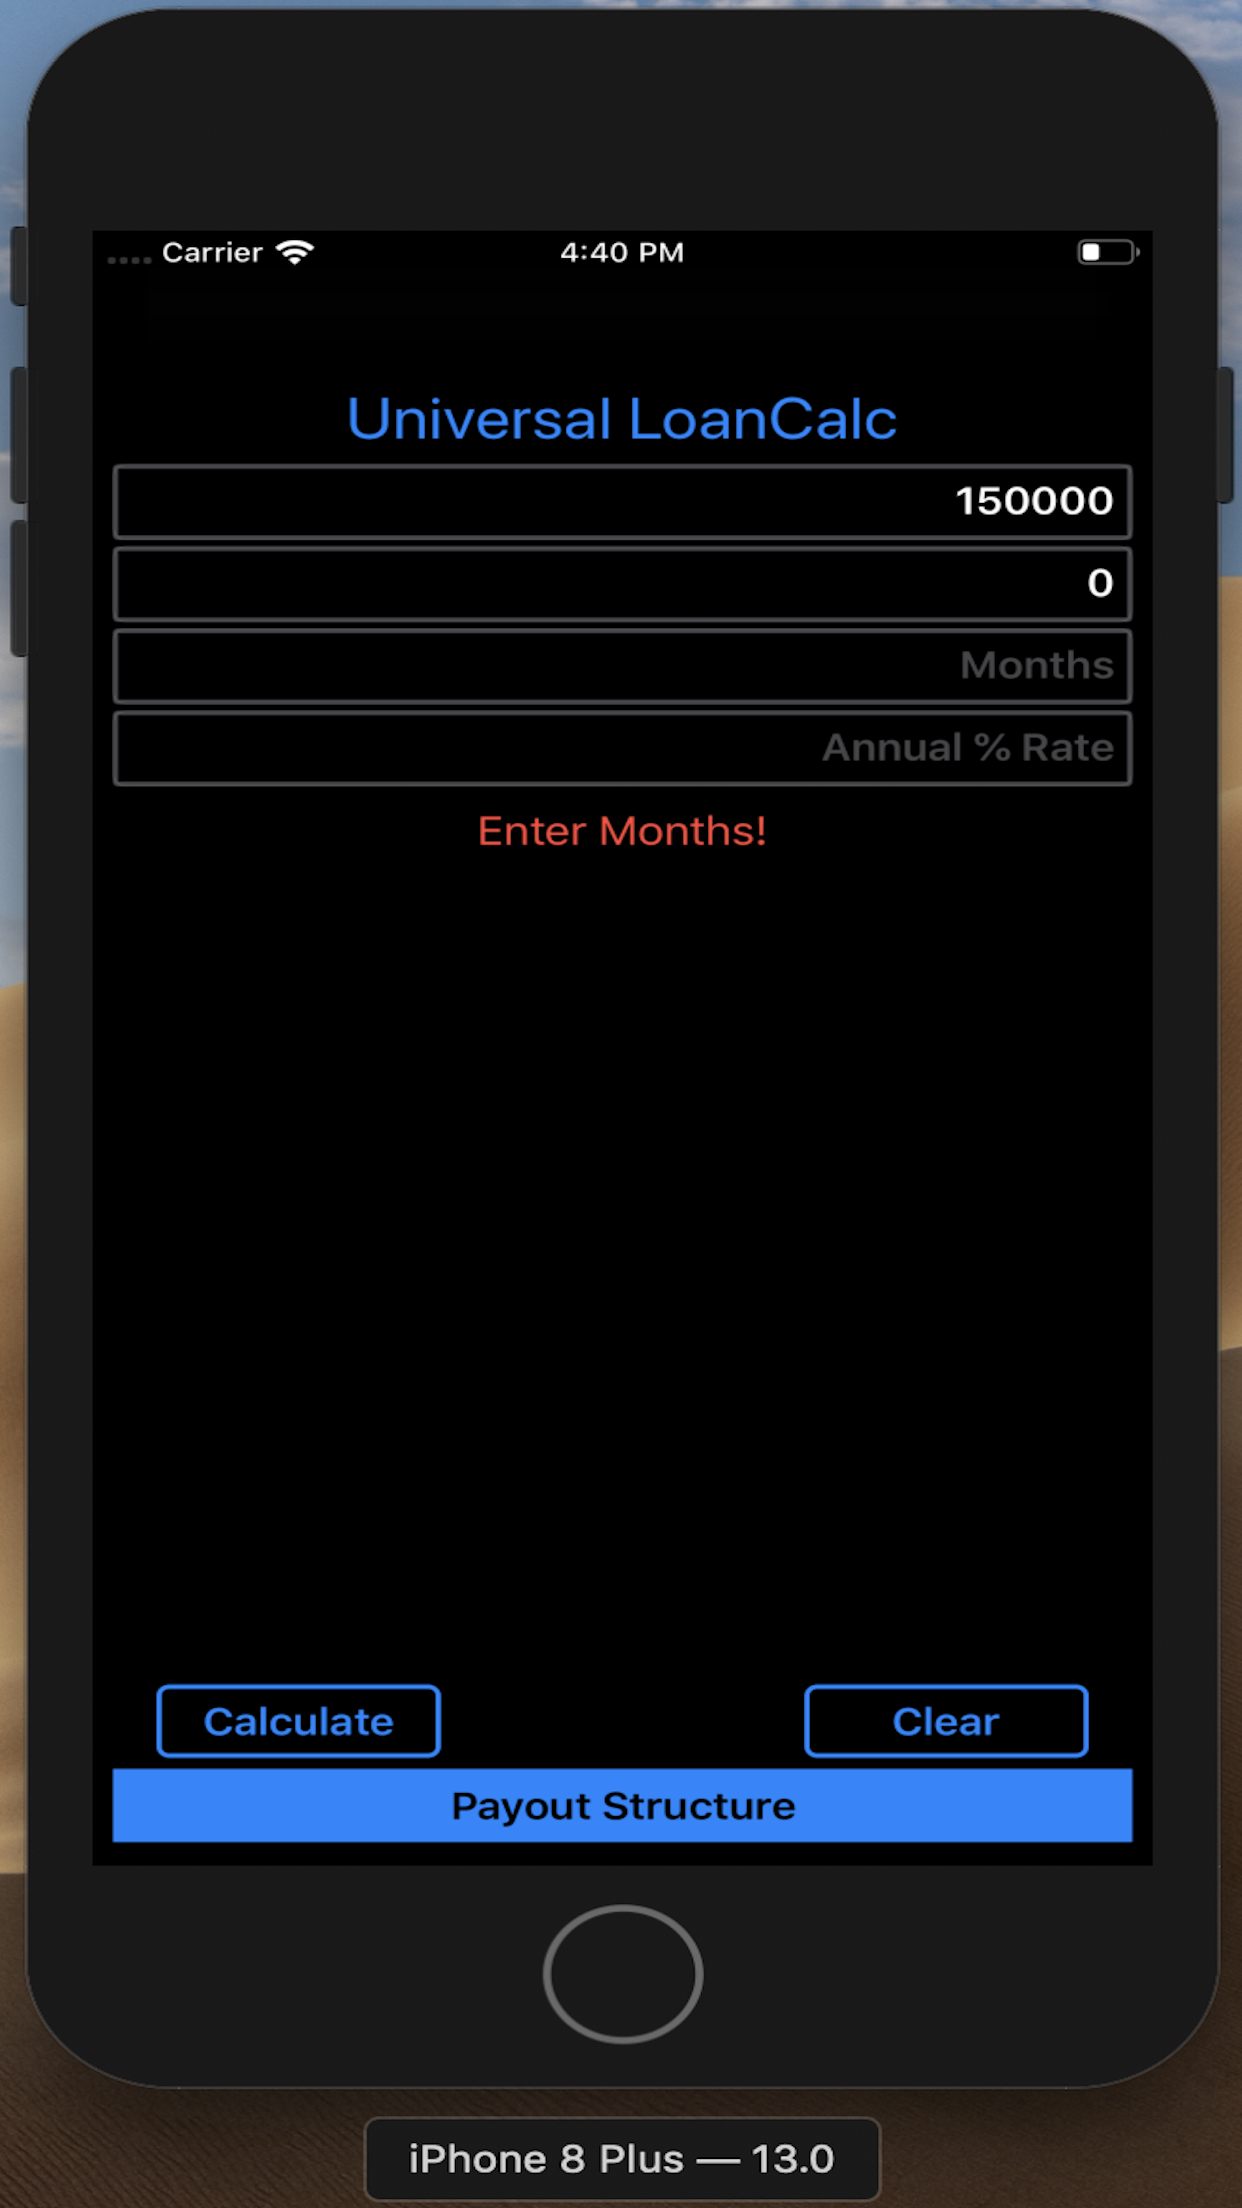 Carrier 4:40 PM
Universal LoanCalc
150000
0
Months
Annual % Rate
Enter Months!
Calculate Clear
Payout Structure
iPhone 8 Plus — 13.0